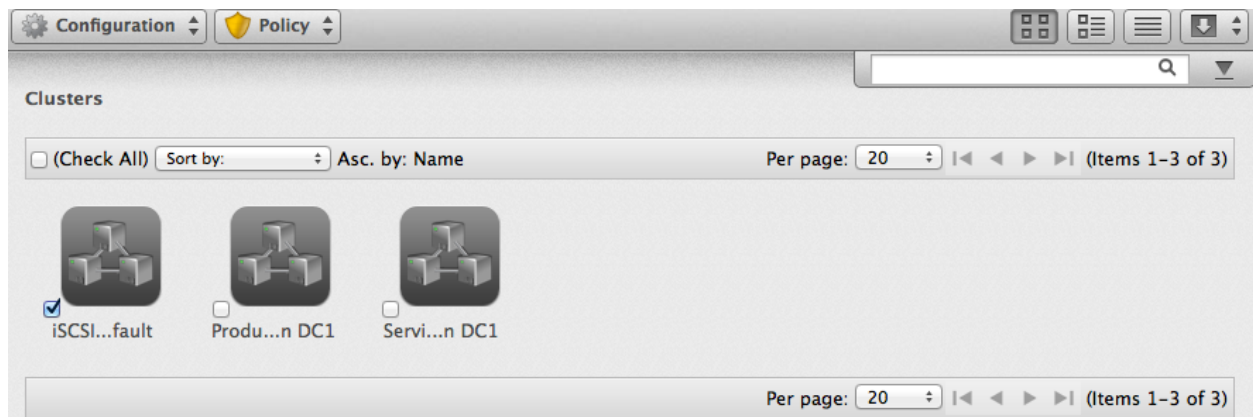 Configuration Policy
Clusters
(Check All) Sort by: Asc. by: Name Per page: 20 (Items 1-3 of 3)
iSCSI...fault Produ...n DC1 Servi...n DC1
Per page: 20 (Items 1-3 of 3)